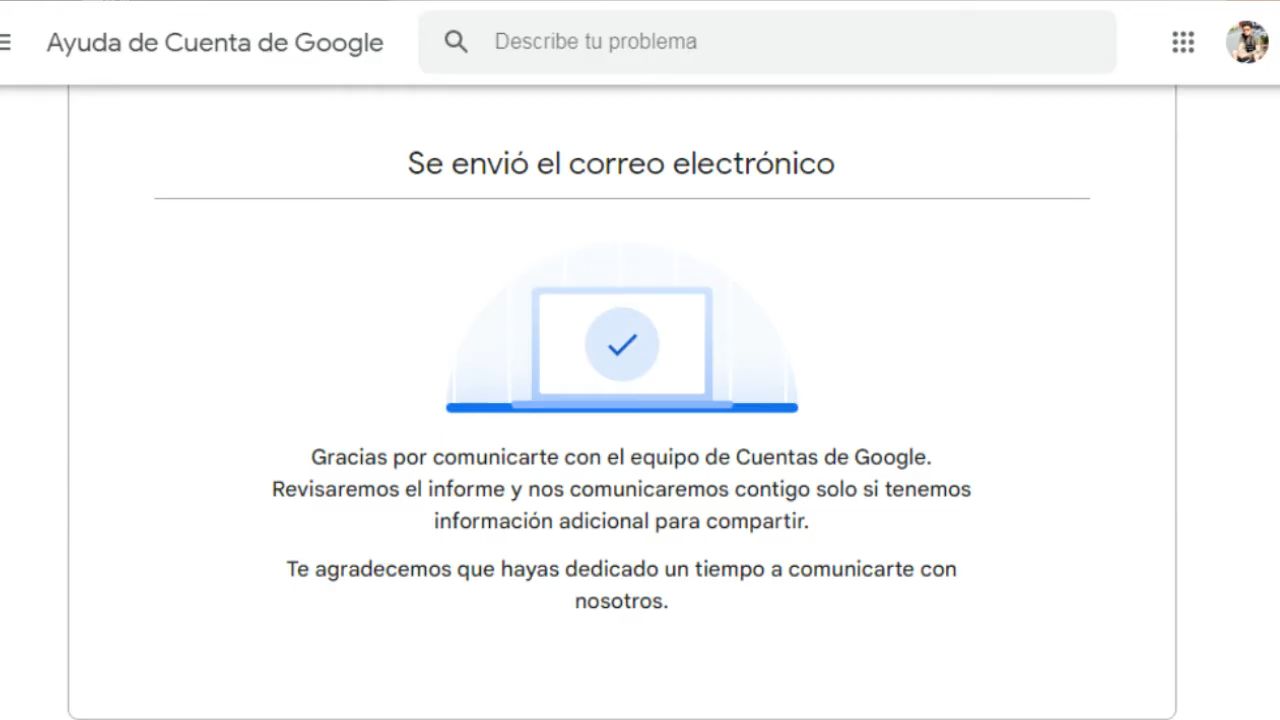 Ayuda de Cuenta de Google
Describe tu problema
Se envió el correo electrónico
Gracias por comunicarte con el equipo de Cuentas de Google.
Revisaremos el informe y nos comunicaremos contigo solo si tenemos
información adicional para compartir.
Te agradecemos que hayas dedicado un tiempo a comunicarte con
nosotros.